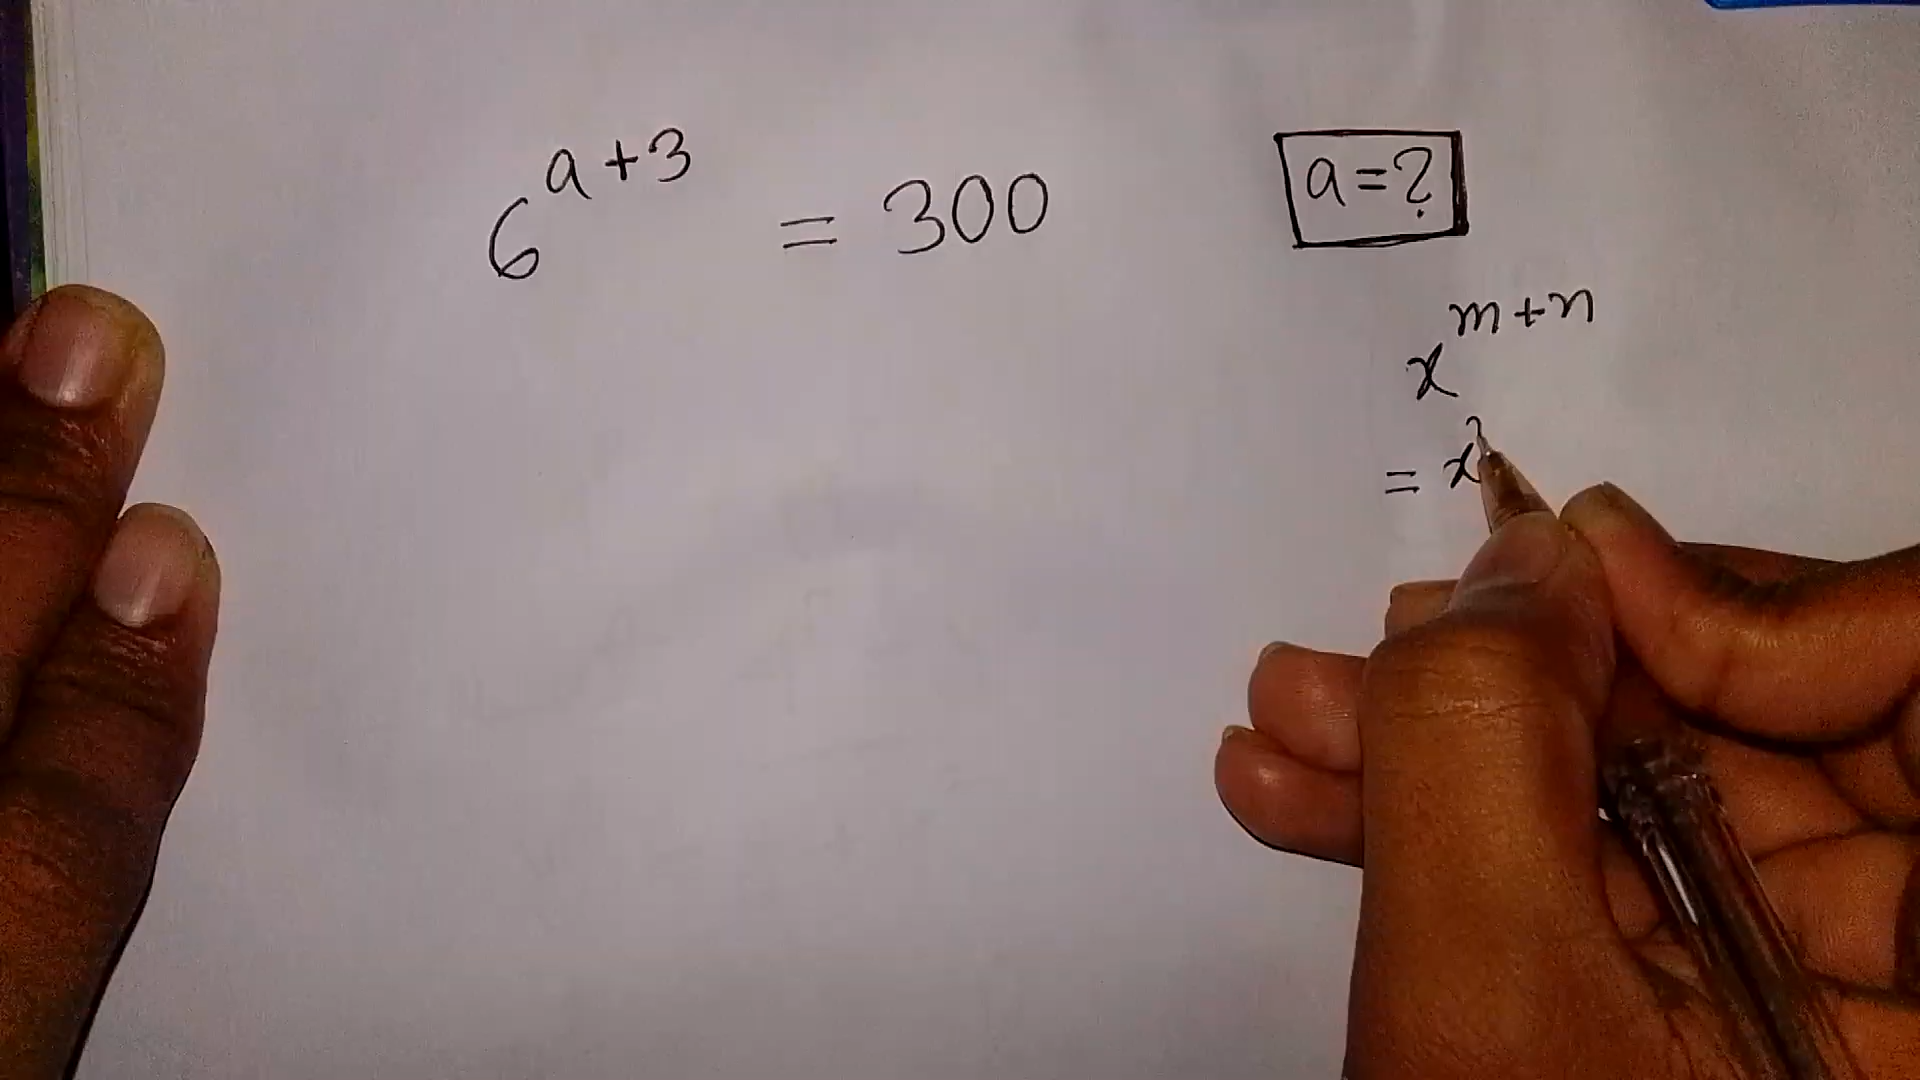 6^{a+3} = 300
a=?
x^{m+n}
= x